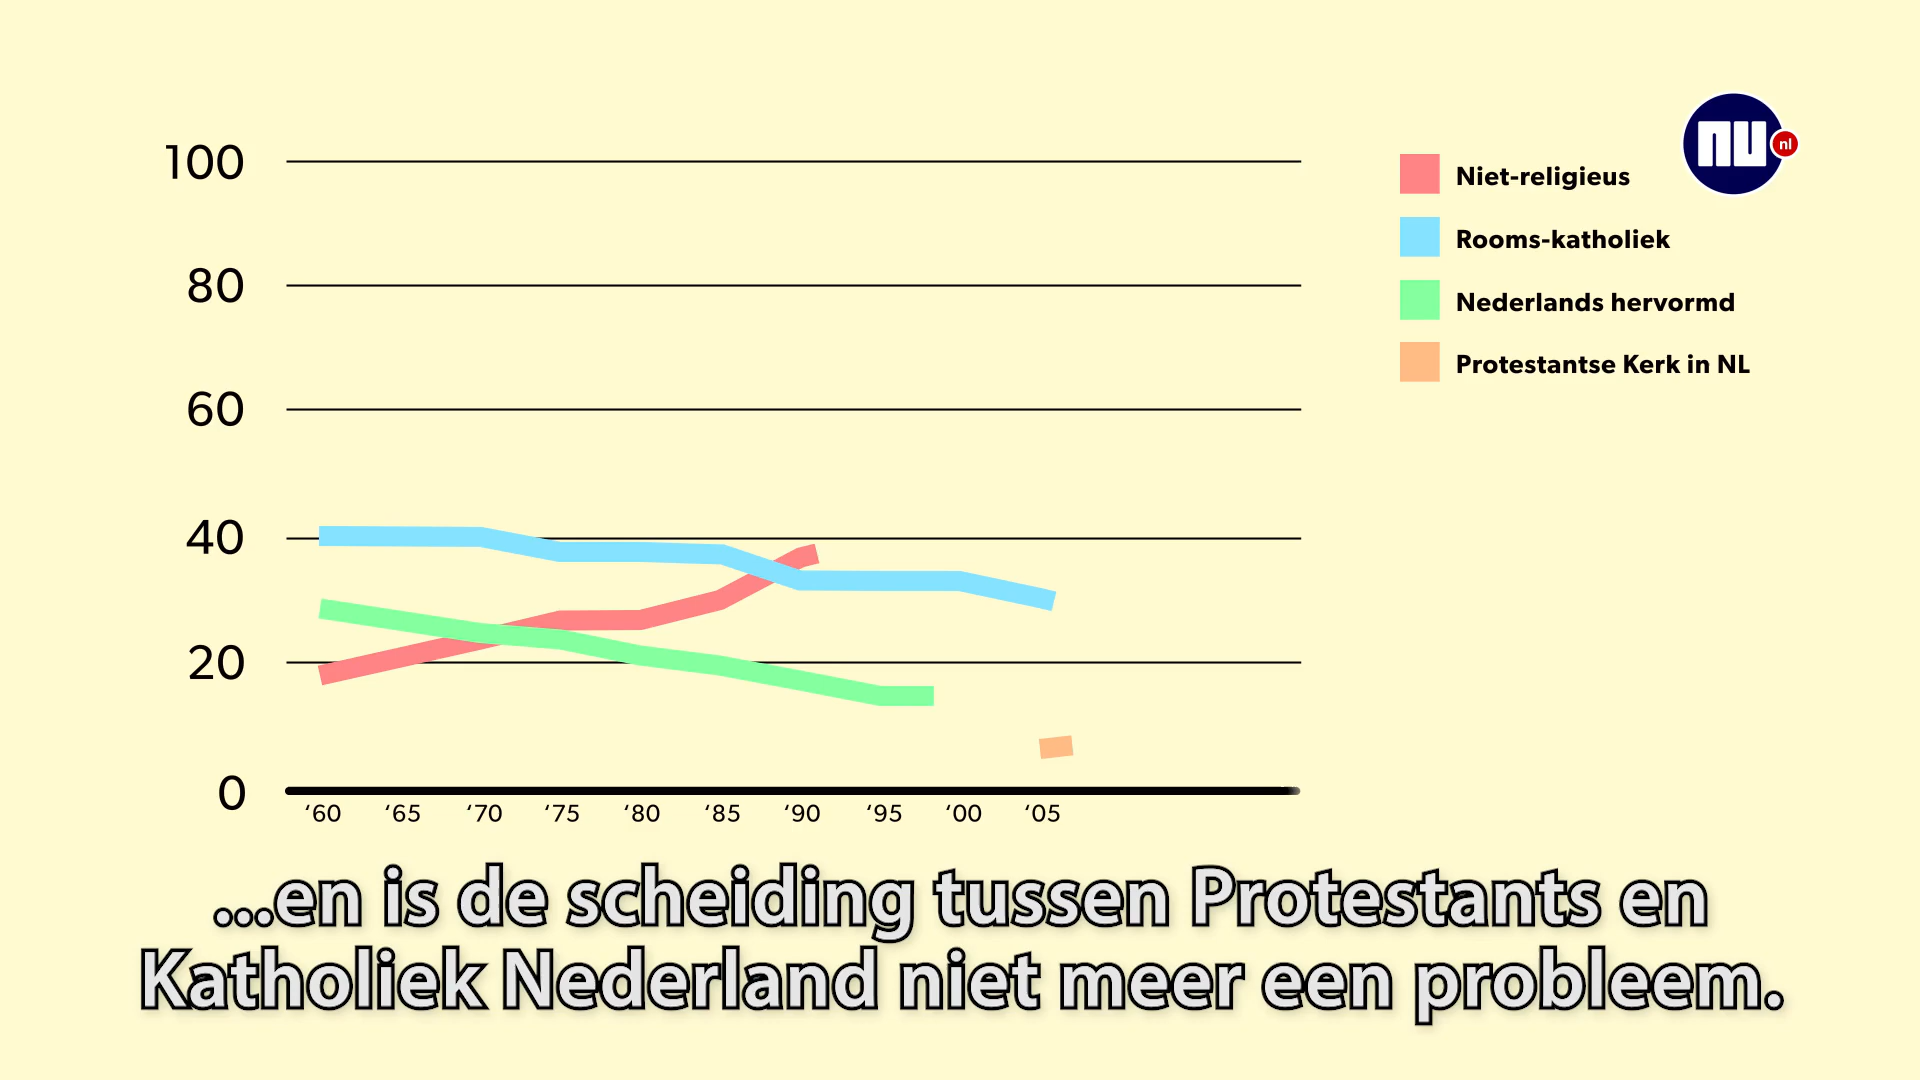 100
80
60
40
20
0
‘60 ‘65 ‘70 ‘75 ‘80 ‘85 ‘90 ‘95 ‘00 ‘05
Niet-religieus
Rooms-katholiek
Nederlands hervormd
Protestantse Kerk in NL
nu nl
...en is de scheiding tussen Protestants en
Katholiek Nederland niet meer een probleem.